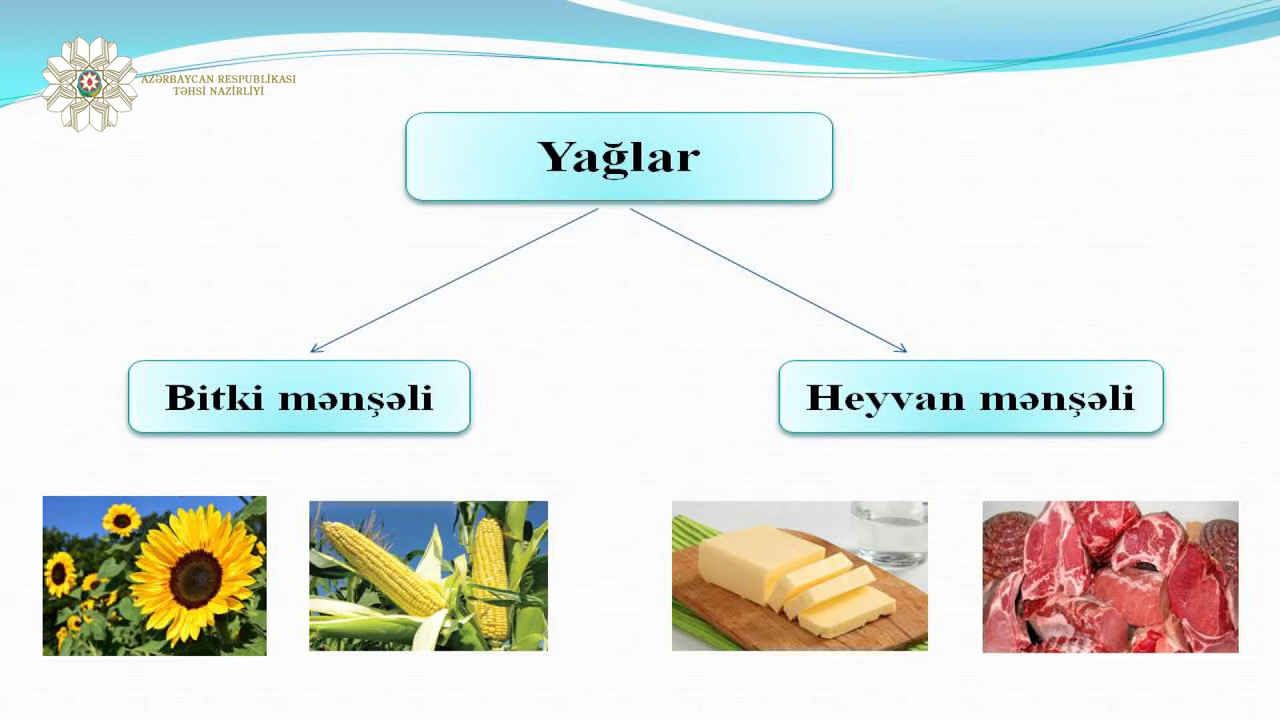 AZƏRBAYCAN RESPUBLİKASI
TƏHSİ NAZİRLİYİ
Yağlar
Bitki mənşəli
Heyvan mənşəli